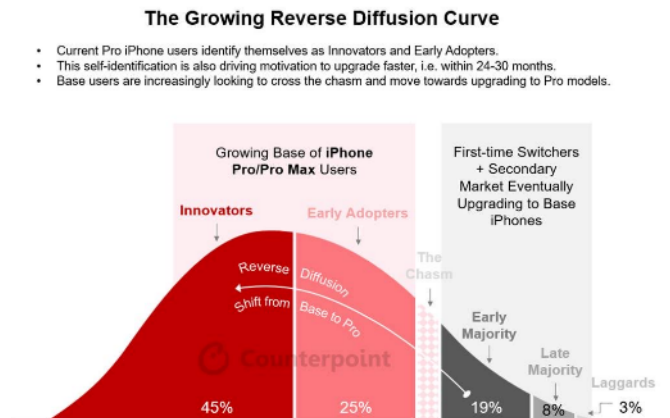 The Growing Reverse Diffusion Curve
• Current Pro iPhone users identify themselves as Innovators and Early Adopters.
• This self-identification is also driving motivation to upgrade faster, i.e. within 24-30 months.
• Base users are increasingly looking to cross the chasm and move towards upgrading to Pro models.
Growing Base of iPhone
Pro/Pro Max Users
First-time Switchers
+ Secondary
Market Eventually
Upgrading to Base
iPhones
Innovators
Early Adopters
The
Chasm
Reverse Diffusion
Shift from Base to Pro
Early
Majority
Late
Majority
Laggards
Counterpoint
45%
25%
19%
8%
3%